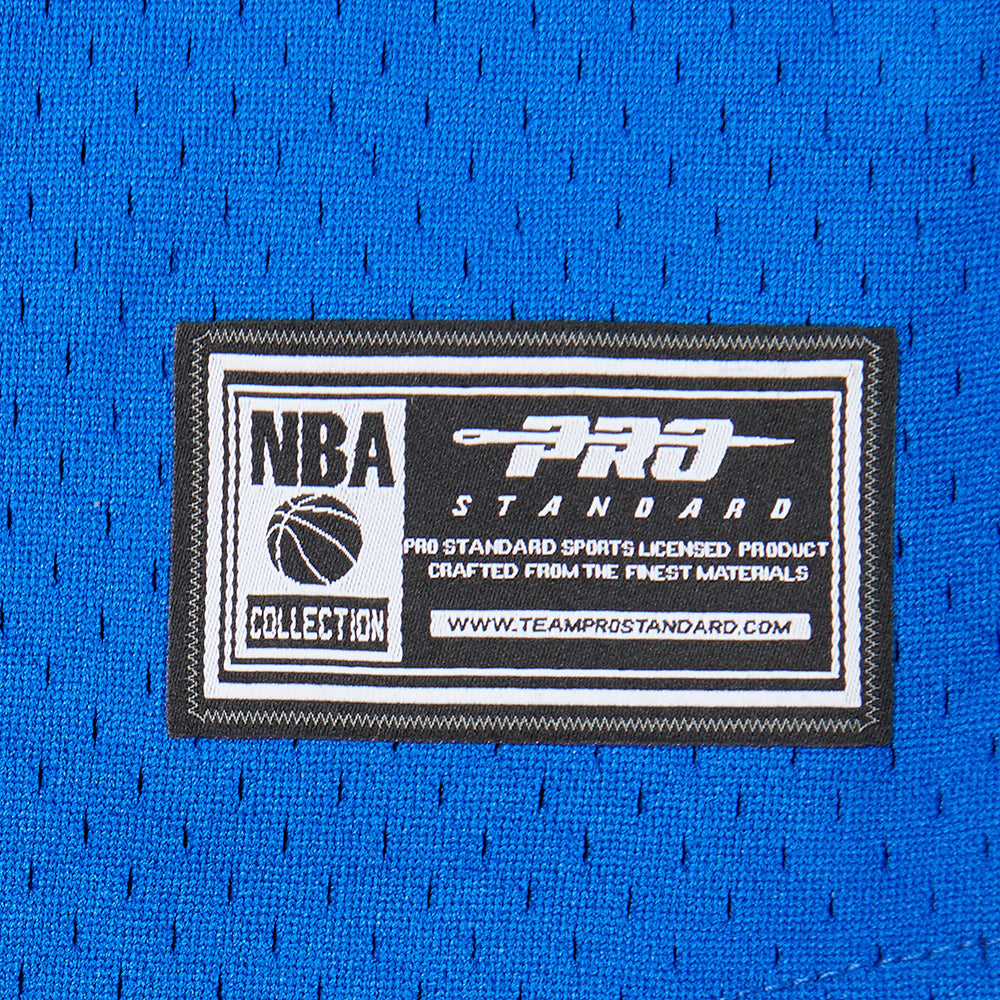 NBA
COLLECTION
PRO
STANDARD
PRO STANDARD SPORTS LICENSED PRODUCT
CRAFTED FROM THE FINEST MATERIALS
WWW.TEAMPROSTANDARD.COM